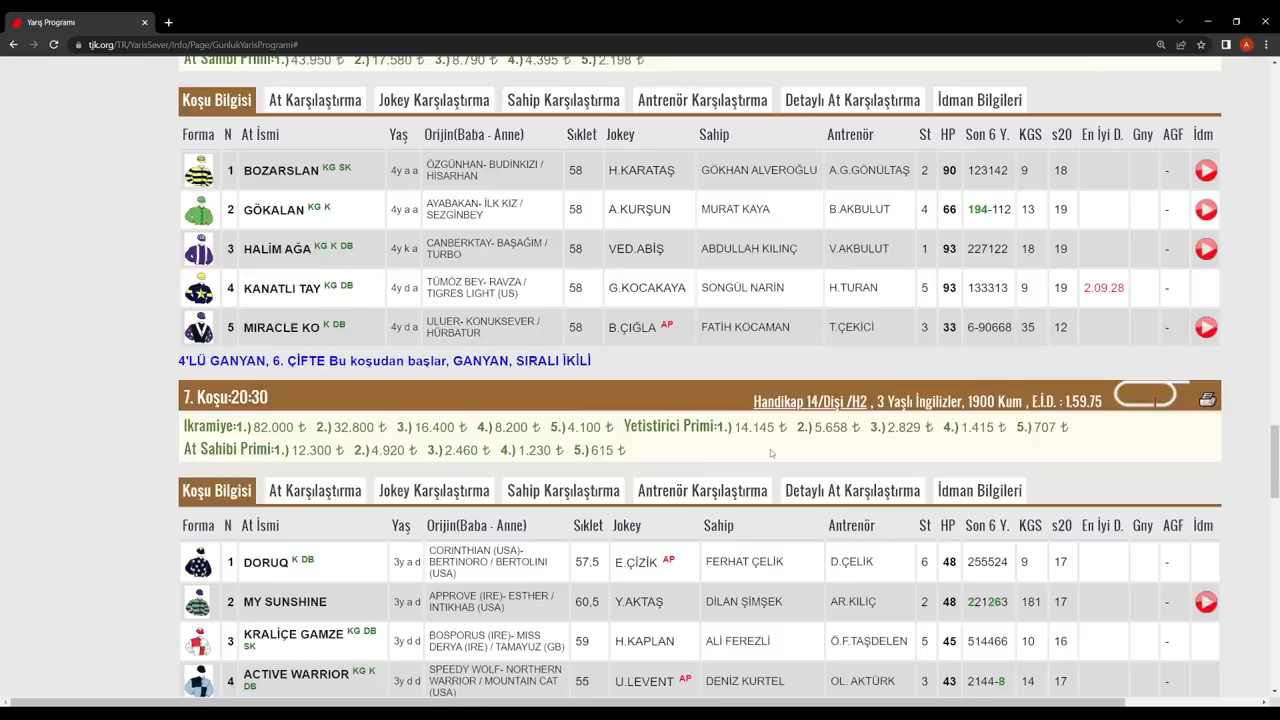 Yarış Programı
tjk.org/TR/YarisSever/Info/Page/GunlukYarisProgrami#
A
At Sahibi Primi:1.) 43.950 ₺ 2.) 17.580 ₺ 3.) 8.790 ₺ 4.) 4.395 ₺ 5.) 2.198 ₺
Koşu Bilgisi At Karşılaştırma Jokey Karşılaştırma Sahip Karşılaştırma Antrenör Karşılaştırma Detaylı At Karşılaştırma İdman Bilgileri
Forma N At İsmi Yaş Orijin(Baba - Anne) Sıklet Jokey Sahip Antrenör St HP Son 6 Y. KGS s20 En İyi D. Gny AGF İdm
1 BOZARSLAN KG SK 4y a a ÖZGÜNHAN- BUDİNKIZI / HİSARHAN 58 H.KARATAŞ GÖKHAN ALVEROĞLU A.G.GÖNÜLTAŞ 2 90 123142 9 18 -
2 GÖKALAN KG K 4y a a AYABAKAN- İLK KIZ / SEZGİNBEY 58 A.KURŞUN MURAT KAYA B.AKBULUT 4 66 194-112 13 19 -
3 HALİM AĞA KG K DB 4y k a CANBERKTAY- BAŞAĞIM / TURBO 58 VED.ABİŞ ABDULLAH KILINÇ V.AKBULUT 1 93 227122 18 19 -
4 KANATLI TAY KG DB 4y d a TÜMÖZ BEY- RAVZA / TIGRES LIGHT (US) 58 G.KOCAKAYA SONGÜL NARİN H.TURAN 5 93 133313 9 19 2.09.28 -
5 MIRACLE KO K DB 4y d a ULUER- KONUKSEVER / HÜRBATUR 58 B.ÇIĞLA AP FATİH KOCAMAN T.ÇEKİCİ 3 33 6-90668 35 12 -
4'LÜ GANYAN, 6. ÇİFTE Bu koşudan başlar, GANYAN, SIRALI İKİLİ
7. Koşu:20:30 Handikap 14/Dişi /H2 , 3 Yaşlı İngilizler, 1900 Kum , E.İ.D. : 1.59.75
Ikramiye:1.) 82.000 ₺ 2.) 32.800 ₺ 3.) 16.400 ₺ 4.) 8.200 ₺ 5.) 4.100 ₺ Yetistirici Primi:1.) 14.145 ₺ 2.) 5.658 ₺ 3.) 2.829 ₺ 4.) 1.415 ₺ 5.) 707 ₺
At Sahibi Primi:1.) 12.300 ₺ 2.) 4.920 ₺ 3.) 2.460 ₺ 4.) 1.230 ₺ 5.) 615 ₺
Koşu Bilgisi At Karşılaştırma Jokey Karşılaştırma Sahip Karşılaştırma Antrenör Karşılaştırma Detaylı At Karşılaştırma İdman Bilgileri
Forma N At İsmi Yaş Orijin(Baba - Anne) Sıklet Jokey Sahip Antrenör St HP Son 6 Y. KGS s20 En İyi D. Gny AGF İdm
1 DORUQ K DB 3y a d CORINTHIAN (USA)- BERTINORO / BERTOLINI (USA) 57,5 E.ÇİZİK AP FERHAT ÇELİK D.ÇELİK 6 48 255524 9 17 -
2 MY SUNSHINE 3y a d APPROVE (IRE)- ESTHER / INTIKHAB (USA) 60,5 Y.AKTAŞ DİLAN ŞİMŞEK AR.KILIÇ 2 48 221263 181 17 -
3 KRALİÇE GAMZE KG DB SK 3y d d BOSPORUS (IRE)- MISS DERYA (IRE) / TAMAYUZ (GB) 59 H.KAPLAN ALİ FEREZLİ Ö.F.TAŞDELEN 5 45 514466 10 16 -
4 ACTIVE WARRIOR KG K DB 3y d d SPEEDY WOLF- NORTHERN WARRIOR / MOUNTAIN CAT (USA) 55 U.LEVENT AP DENİZ KURTEL OL. AKTÜRK 3 43 2144-8 14 17 -